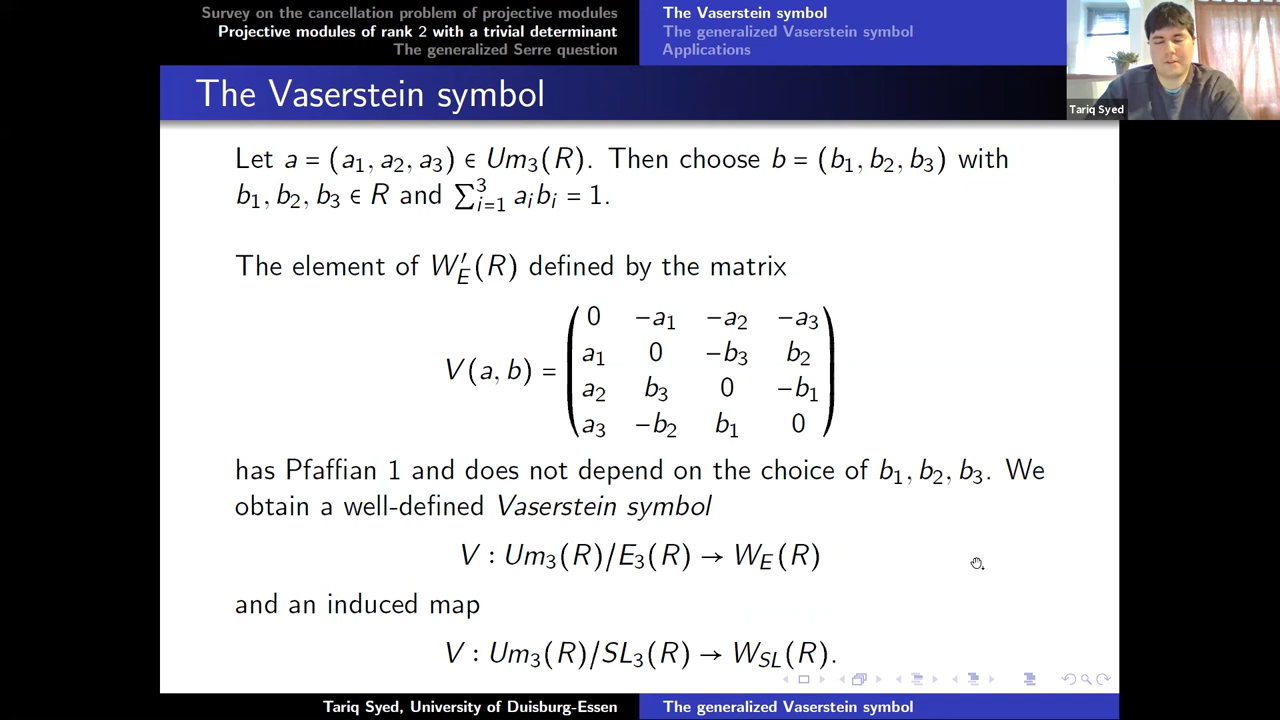 Survey on the cancellation problem of projective modules
Projective modules of rank 2 with a trivial determinant
The generalized Serre question
The Vaserstein symbol
The generalized Vaserstein symbol
Applications
Tariq Syed
The Vaserstein symbol
Let a = (a₁, a₂, a₃) ∈ Um₃(R). Then choose b = (b₁, b₂, b₃) with
b₁, b₂, b₃ ∈ R and ∑³ᵢ₌₁ aᵢbᵢ = 1.
The element of W′_E(R) defined by the matrix
V(a, b) =
0 −a₁ −a₂ −a₃
a₁ 0 −b₃ b₂
a₂ b₃ 0 −b₁
a₃ −b₂ b₁ 0
has Pfaffian 1 and does not depend on the choice of b₁, b₂, b₃. We
obtain a well-defined Vaserstein symbol
V : Um₃(R)/E₃(R) → W_E(R)
and an induced map
V : Um₃(R)/SL₃(R) → W_SL(R).
Tariq Syed, University of Duisburg-Essen
The generalized Vaserstein symbol